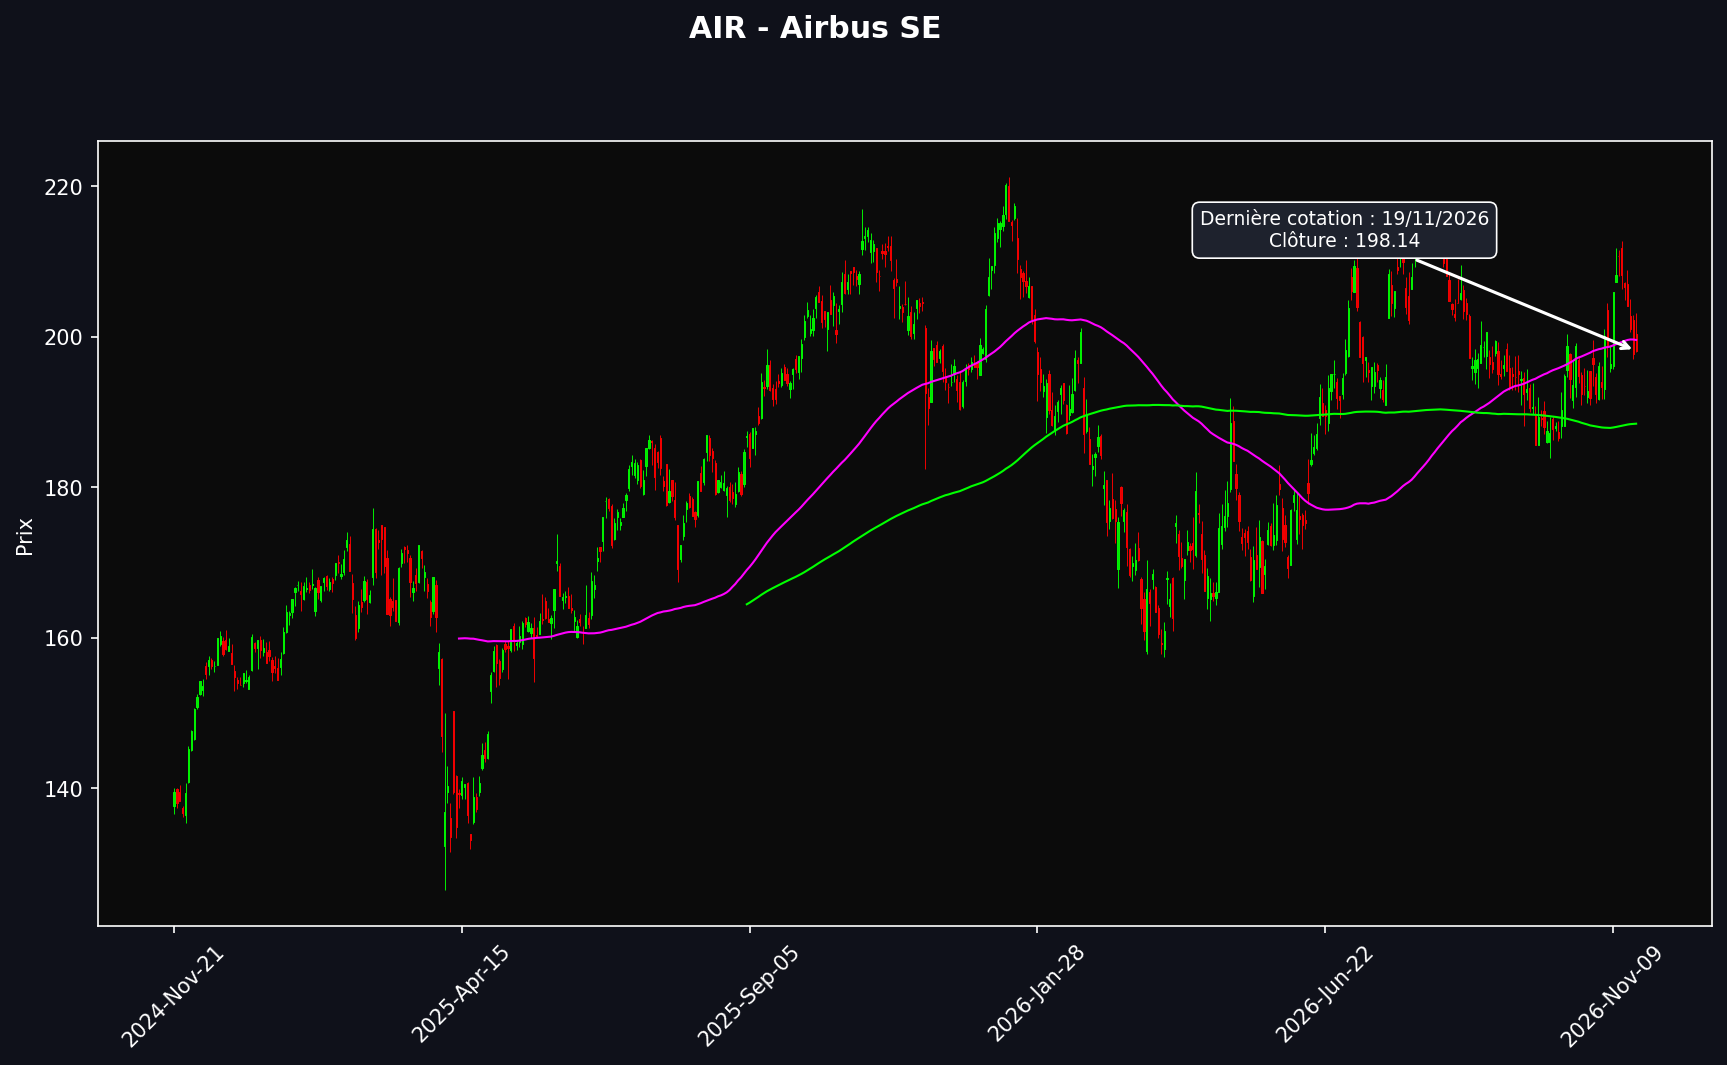 AIR - Airbus SE
Dernière cotation : 19/11/2026
Clôture : 198.14
Prix
220
200
180
160
140
2024-Nov-21
2025-Apr-15
2025-Sep-05
2026-Jan-28
2026-Jun-22
2026-Nov-09